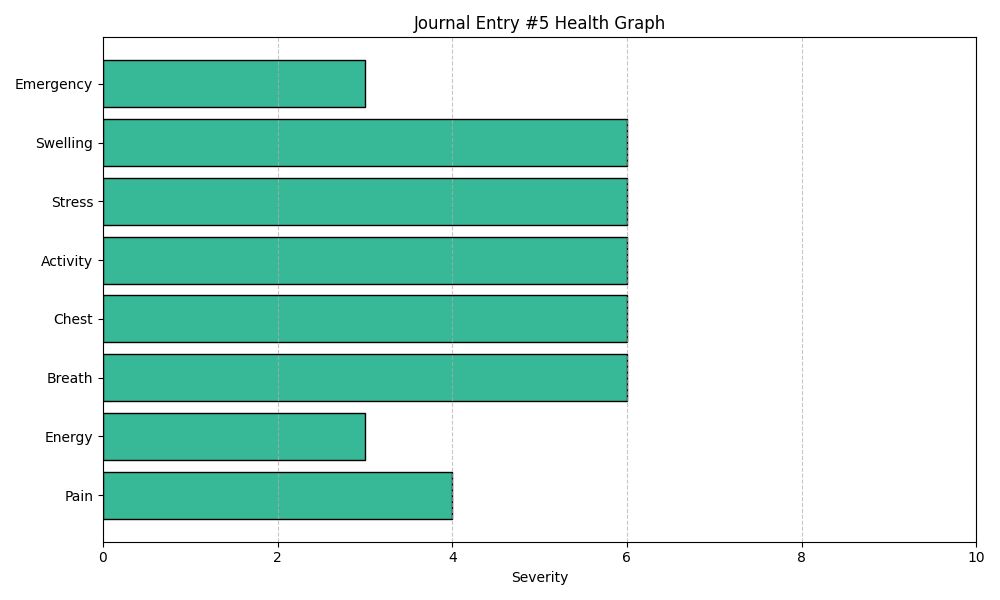 Journal Entry #5 Health Graph
Emergency
Swelling
Stress
Activity
Chest
Breath
Energy
Pain
0 2 4 6 8 10
Severity